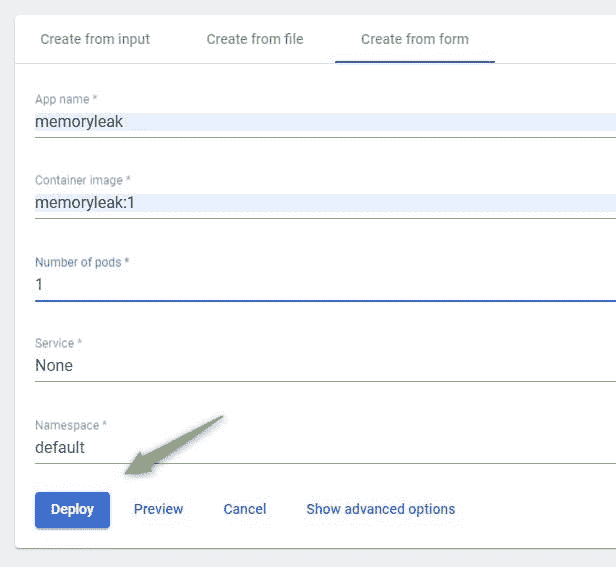 Create from input Create from file Create from form
App name *
memoryleak
Container image *
memoryleak:1
Number of pods *
1
Service *
None
Namespace *
default
Deploy Preview Cancel Show advanced options